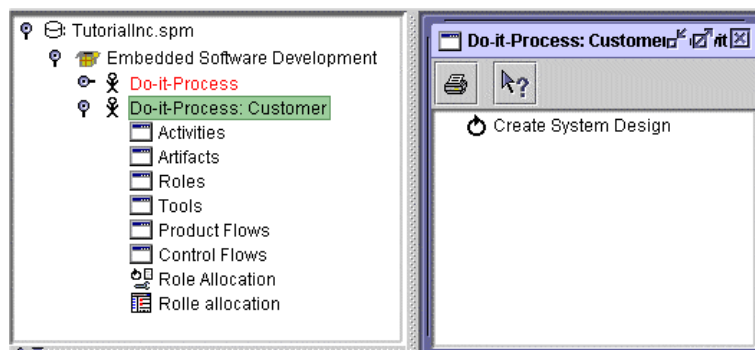 TutorialInc.spm
Embedded Software Development
Do-it-Process
Do-it-Process: Customer
Activities
Artifacts
Roles
Tools
Product Flows
Control Flows
Role Allocation
Rolle allocation
Do-it-Process: Customer
?
Create System Design